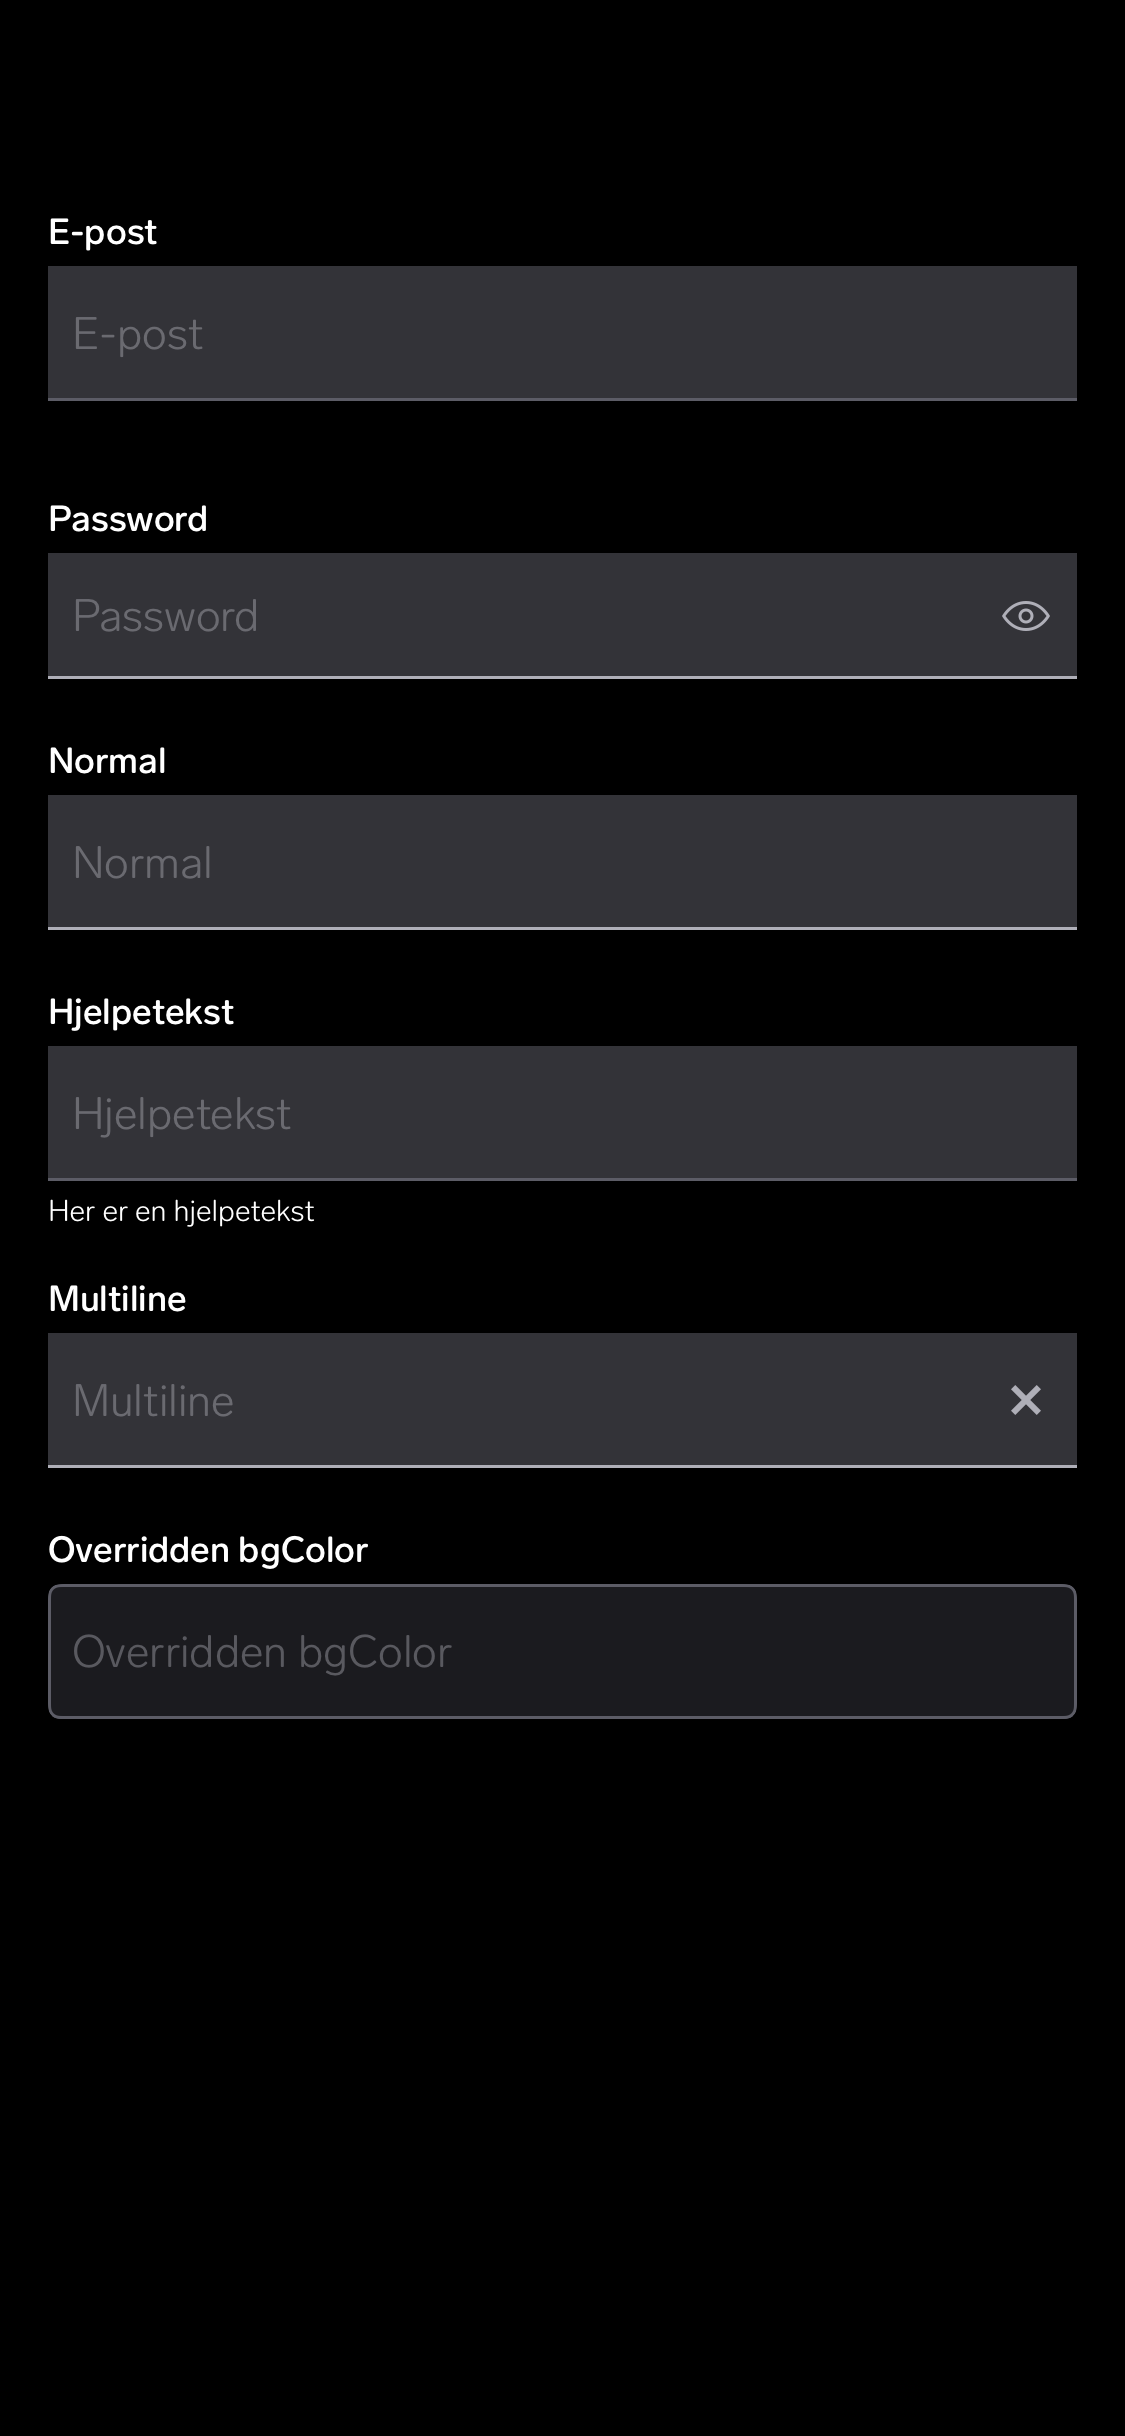 E-post
E-post
Password
Password
Normal
Normal
Hjelpetekst
Hjelpetekst
Her er en hjelpetekst
Multiline
Multiline
Overridden bgColor
Overridden bgColor